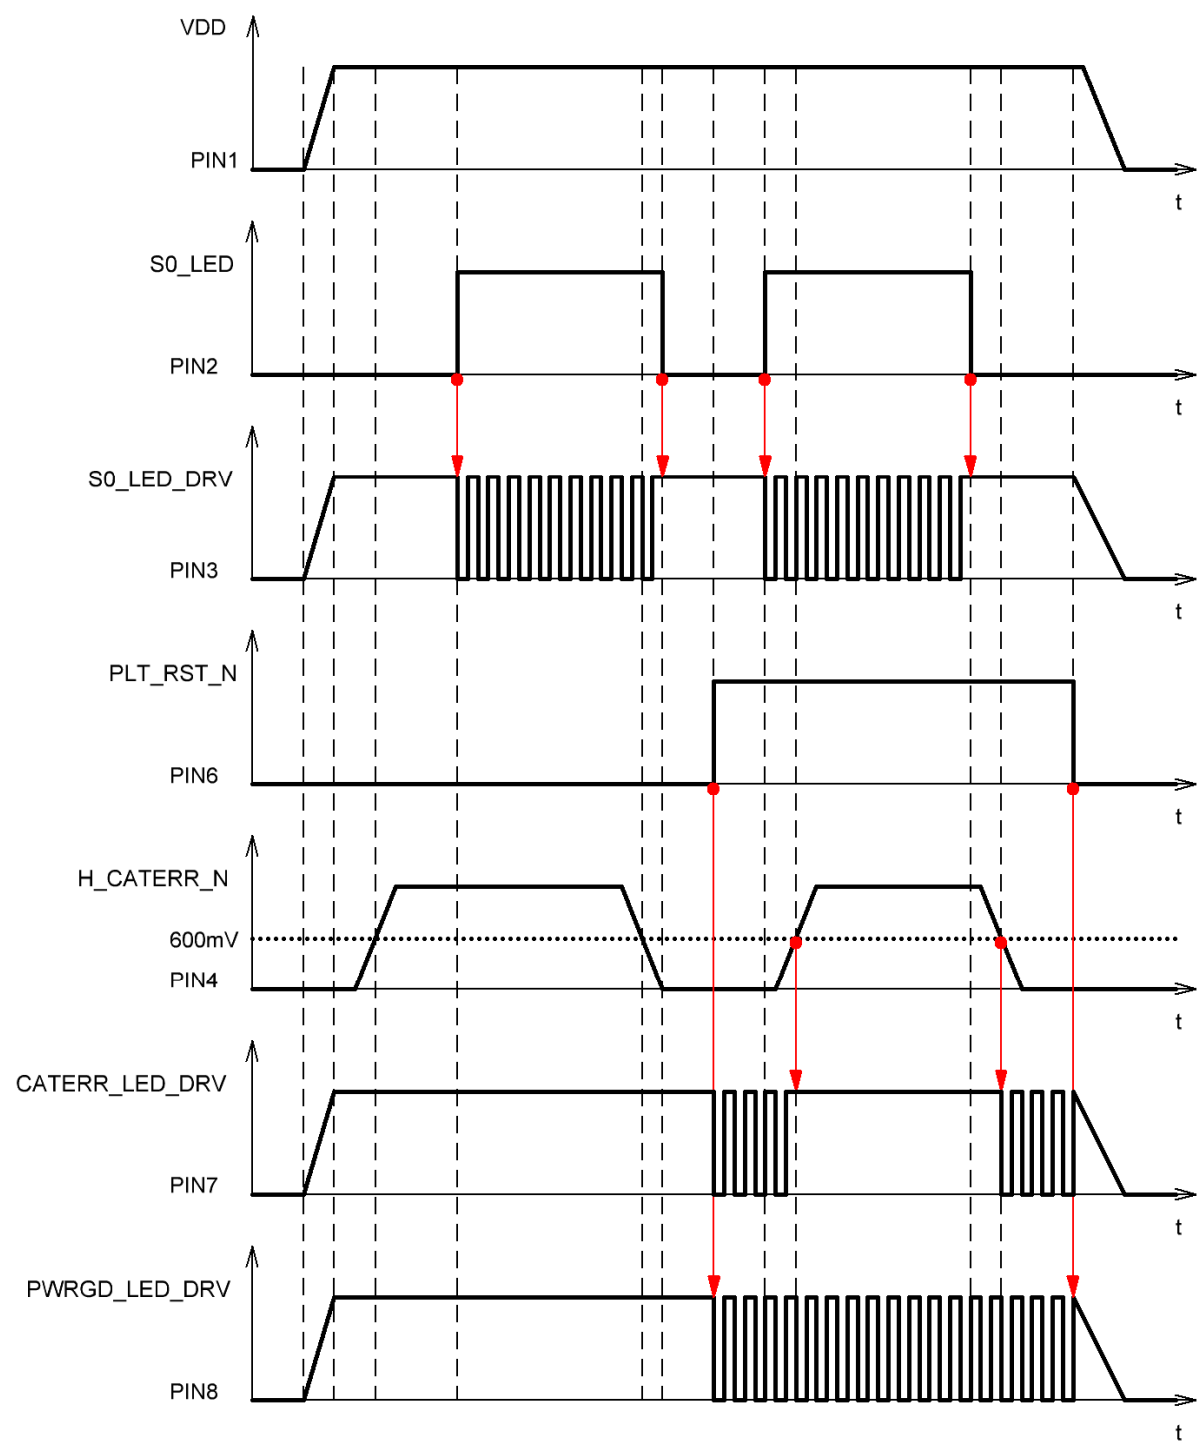 VDD
PIN1
t
S0_LED
PIN2
t
S0_LED_DRV
PIN3
t
PLT_RST_N
PIN6
t
H_CATERR_N
600mV
PIN4
t
CATERR_LED_DRV
PIN7
t
PWRGD_LED_DRV
PIN8
t